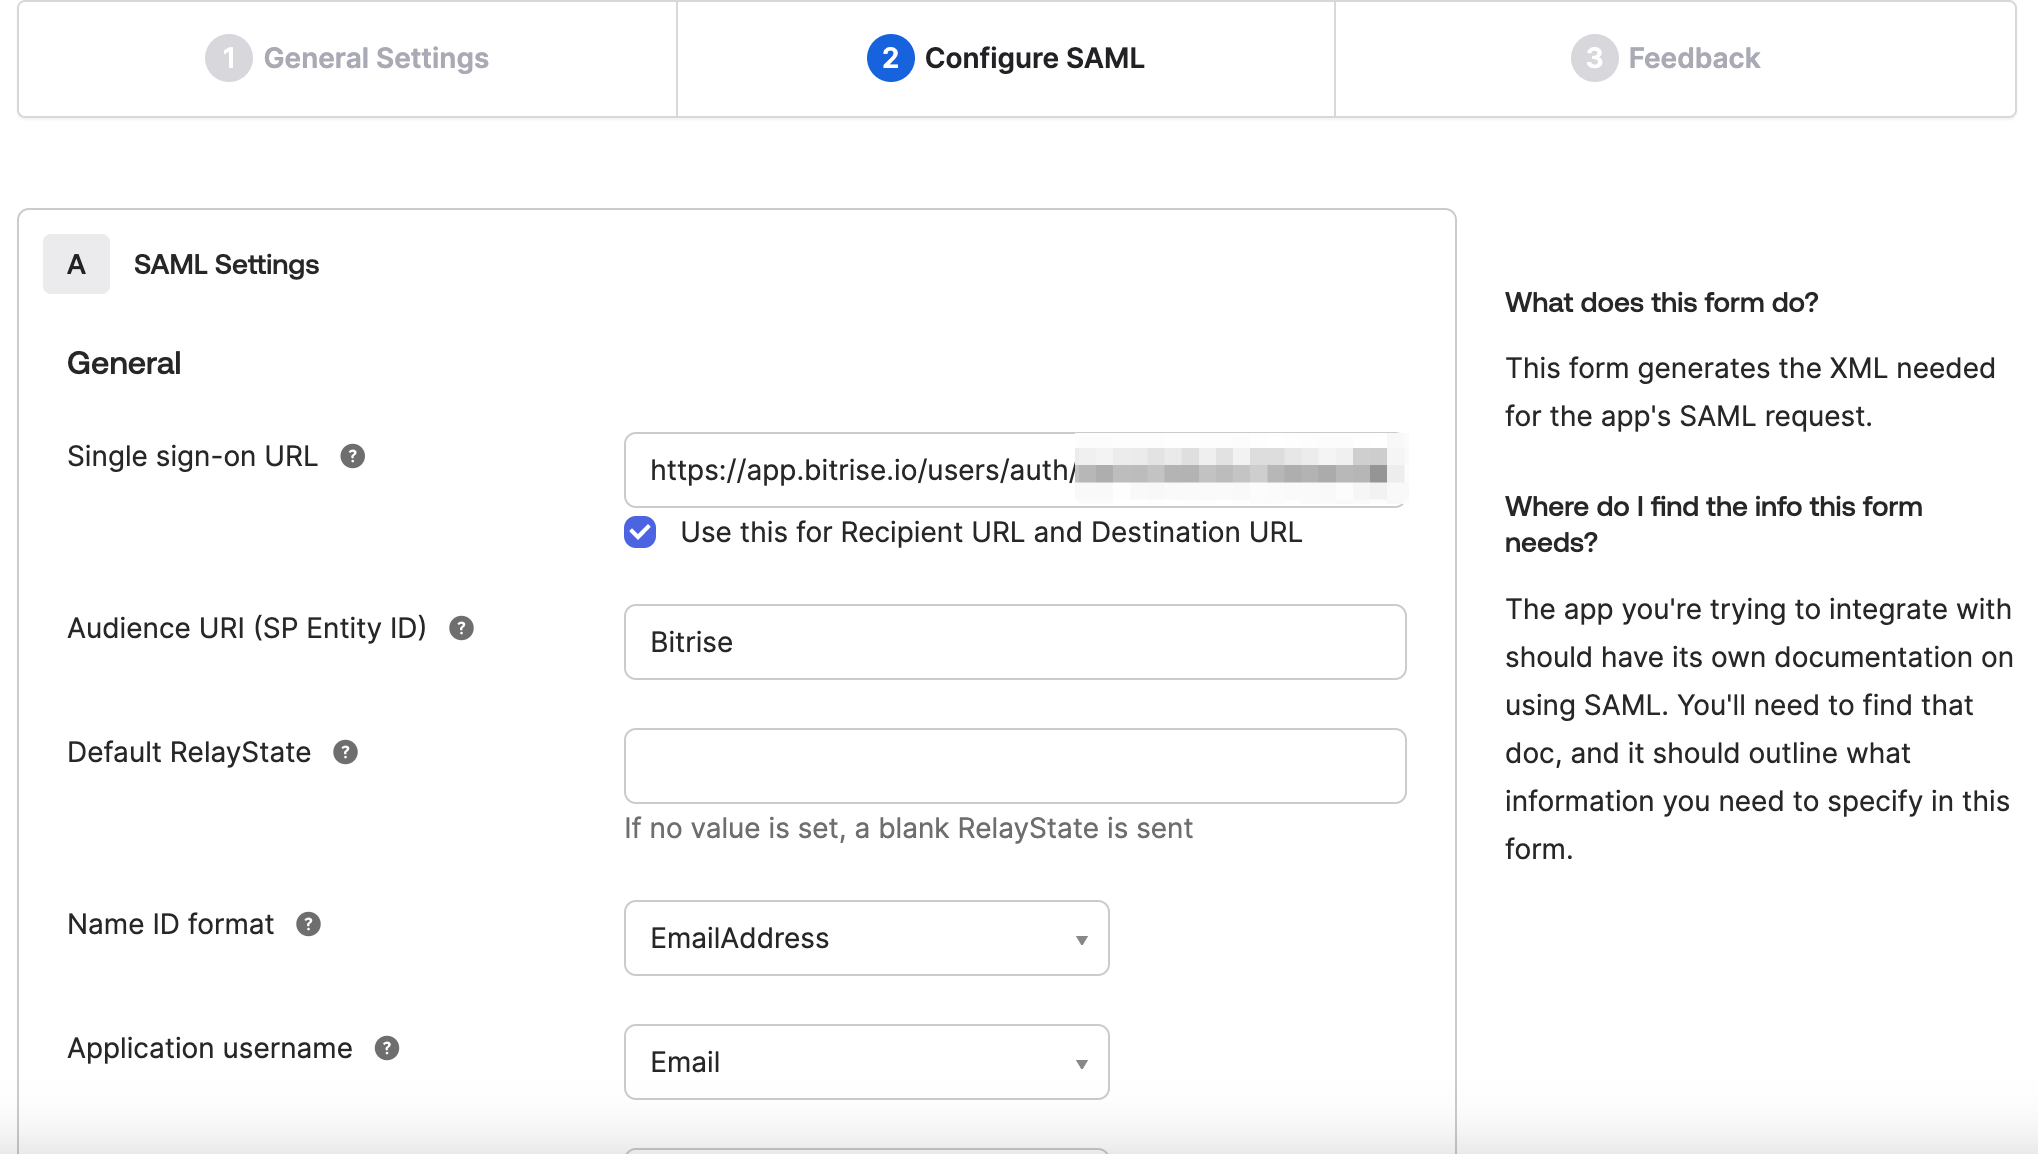 1 General Settings
2 Configure SAML
3 Feedback
A SAML Settings
General
Single sign-on URL ?
https://app.bitrise.io/users/auth/
Use this for Recipient URL and Destination URL
Audience URI (SP Entity ID) ?
Bitrise
Default RelayState ?
If no value is set, a blank RelayState is sent
Name ID format ?
EmailAddress
Application username ?
Email
What does this form do?
This form generates the XML needed
for the app's SAML request.
Where do I find the info this form
needs?
The app you're trying to integrate with
should have its own documentation on
using SAML. You'll need to find that
doc, and it should outline what
information you need to specify in this
form.